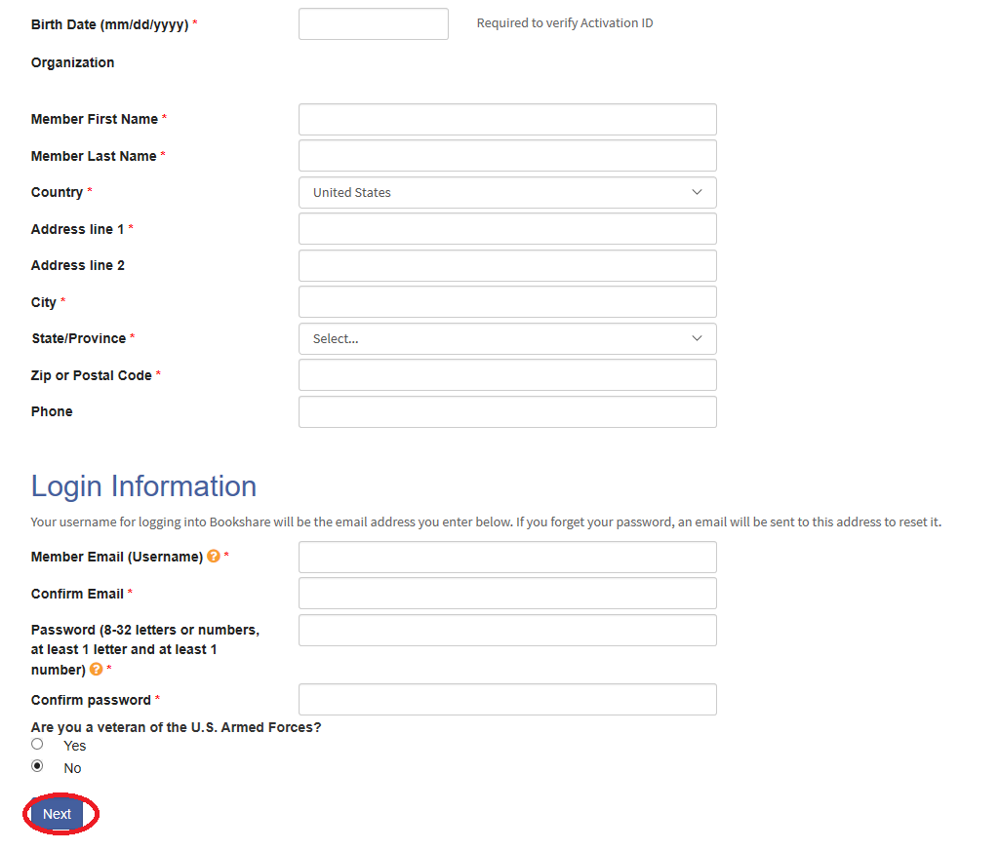 Birth Date (mm/dd/yyyy) * Required to verify Activation ID
Organization
Member First Name *
Member Last Name *
Country * United States
Address line 1 *
Address line 2
City *
State/Province * Select...
Zip or Postal Code *
Phone
Login Information
Your username for logging into Bookshare will be the email address you enter below. If you forget your password, an email will be sent to this address to reset it.
Member Email (Username) ? *
Confirm Email *
Password (8-32 letters or numbers,
at least 1 letter and at least 1
number) ? *
Confirm password *
Are you a veteran of the U.S. Armed Forces?
Yes
No
Next